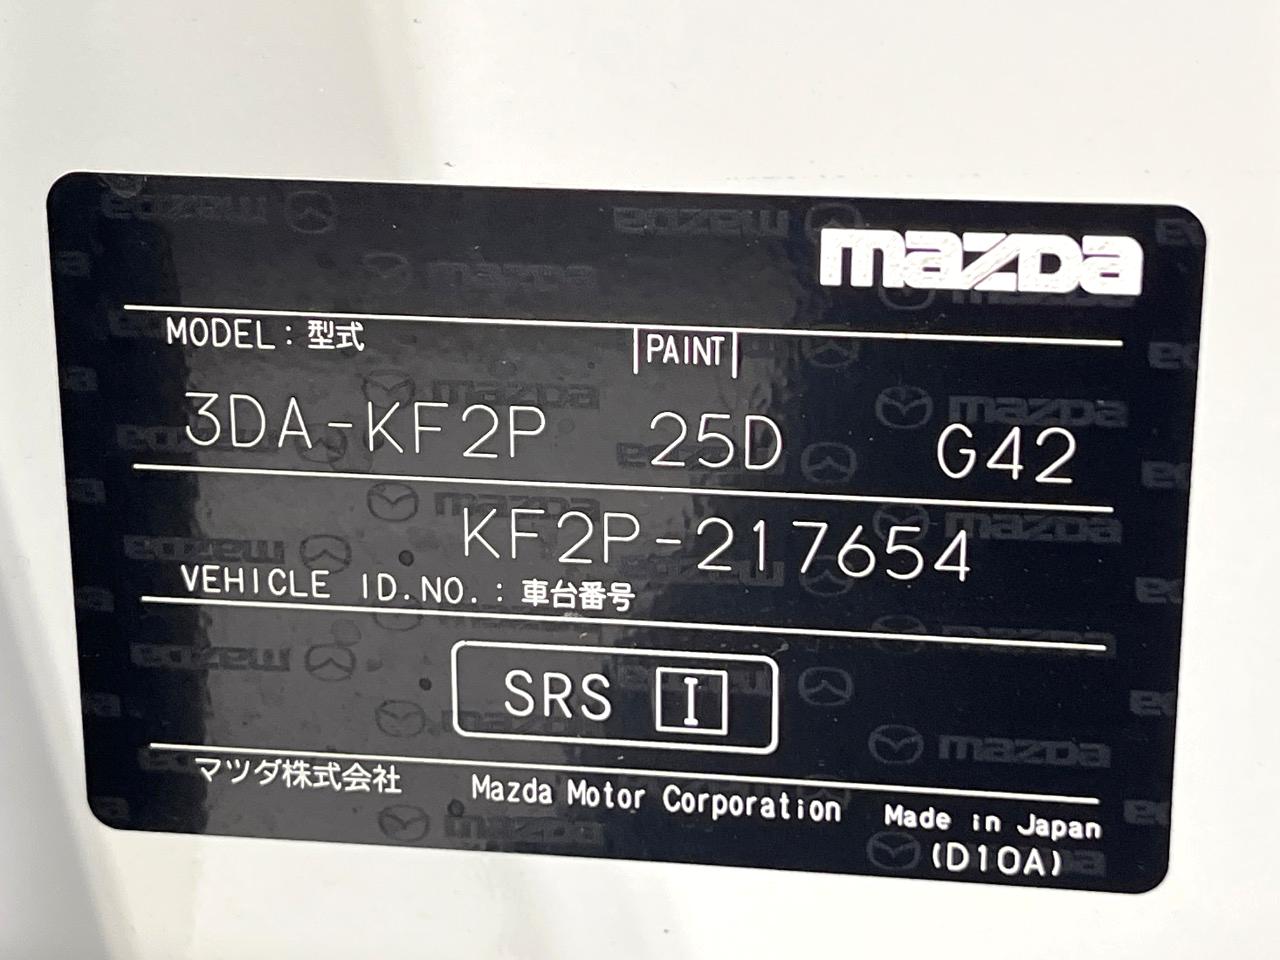 mazda
MODEL : 型式 PAINT
3DA-KF2P 25D G42
KF2P-217654
VEHICLE ID.NO. : 車台番号
SRS I
マツダ株式会社 Mazda Motor Corporation Made in Japan
(D10A)